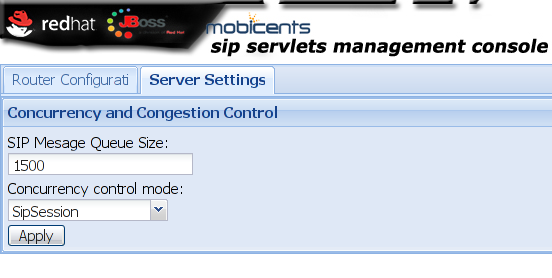 redhat JBoss mobicents
sip servlets management console
Router Configurati Server Settings
Concurrency and Congestion Control
SIP Message Queue Size:
1500
Concurrency control mode:
SipSession
Apply